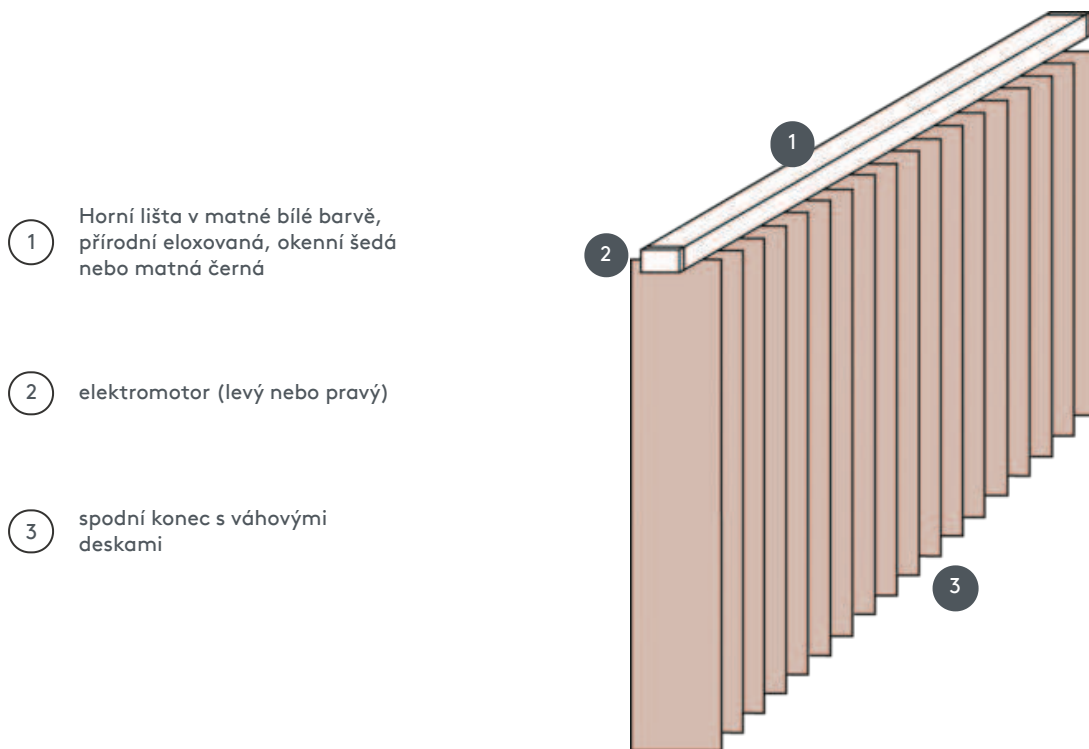 1
Horní lišta v matné bílé barvě,
přírodní eloxovaná, okenní šedá
nebo matná černá
2
elektromotor (levý nebo pravý)
3
spodní konec s váhovými
deskami
1
2
3